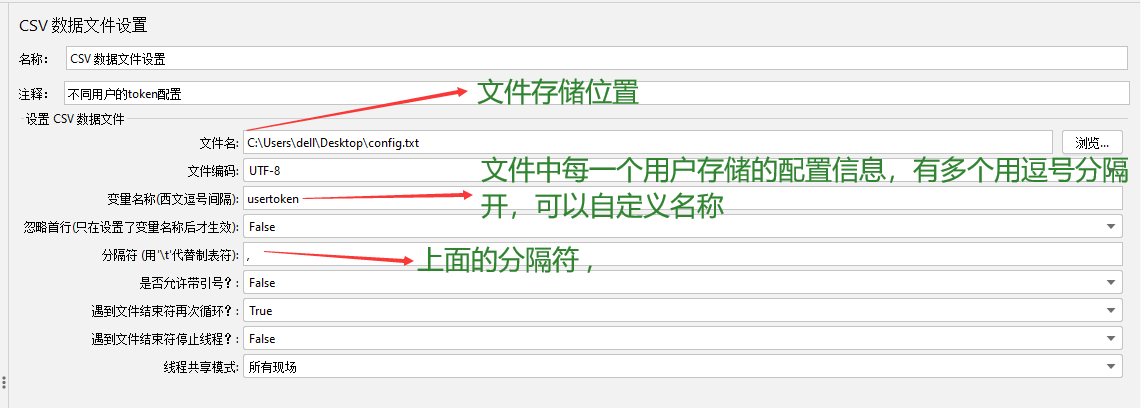 CSV 数据文件设置
名称： CSV 数据文件设置
注释： 不同用户的token配置
文件存储位置
设置 CSV 数据文件
文件名: C:\Users\dell\Desktop\config.txt 浏览...
文件编码: UTF-8
文件中每一个用户存储的配置信息，有多个用逗号分隔
变量名称(西文逗号间隔): usertoken
开，可以自定义名称
忽略首行(只在设置了变量名称后才生效): False
分隔符 (用'\t'代替制表符): ,
上面的分隔符 ,
是否允许带引号?: False
遇到文件结束符再次循环?: True
遇到文件结束符停止线程?: False
线程共享模式: 所有现场